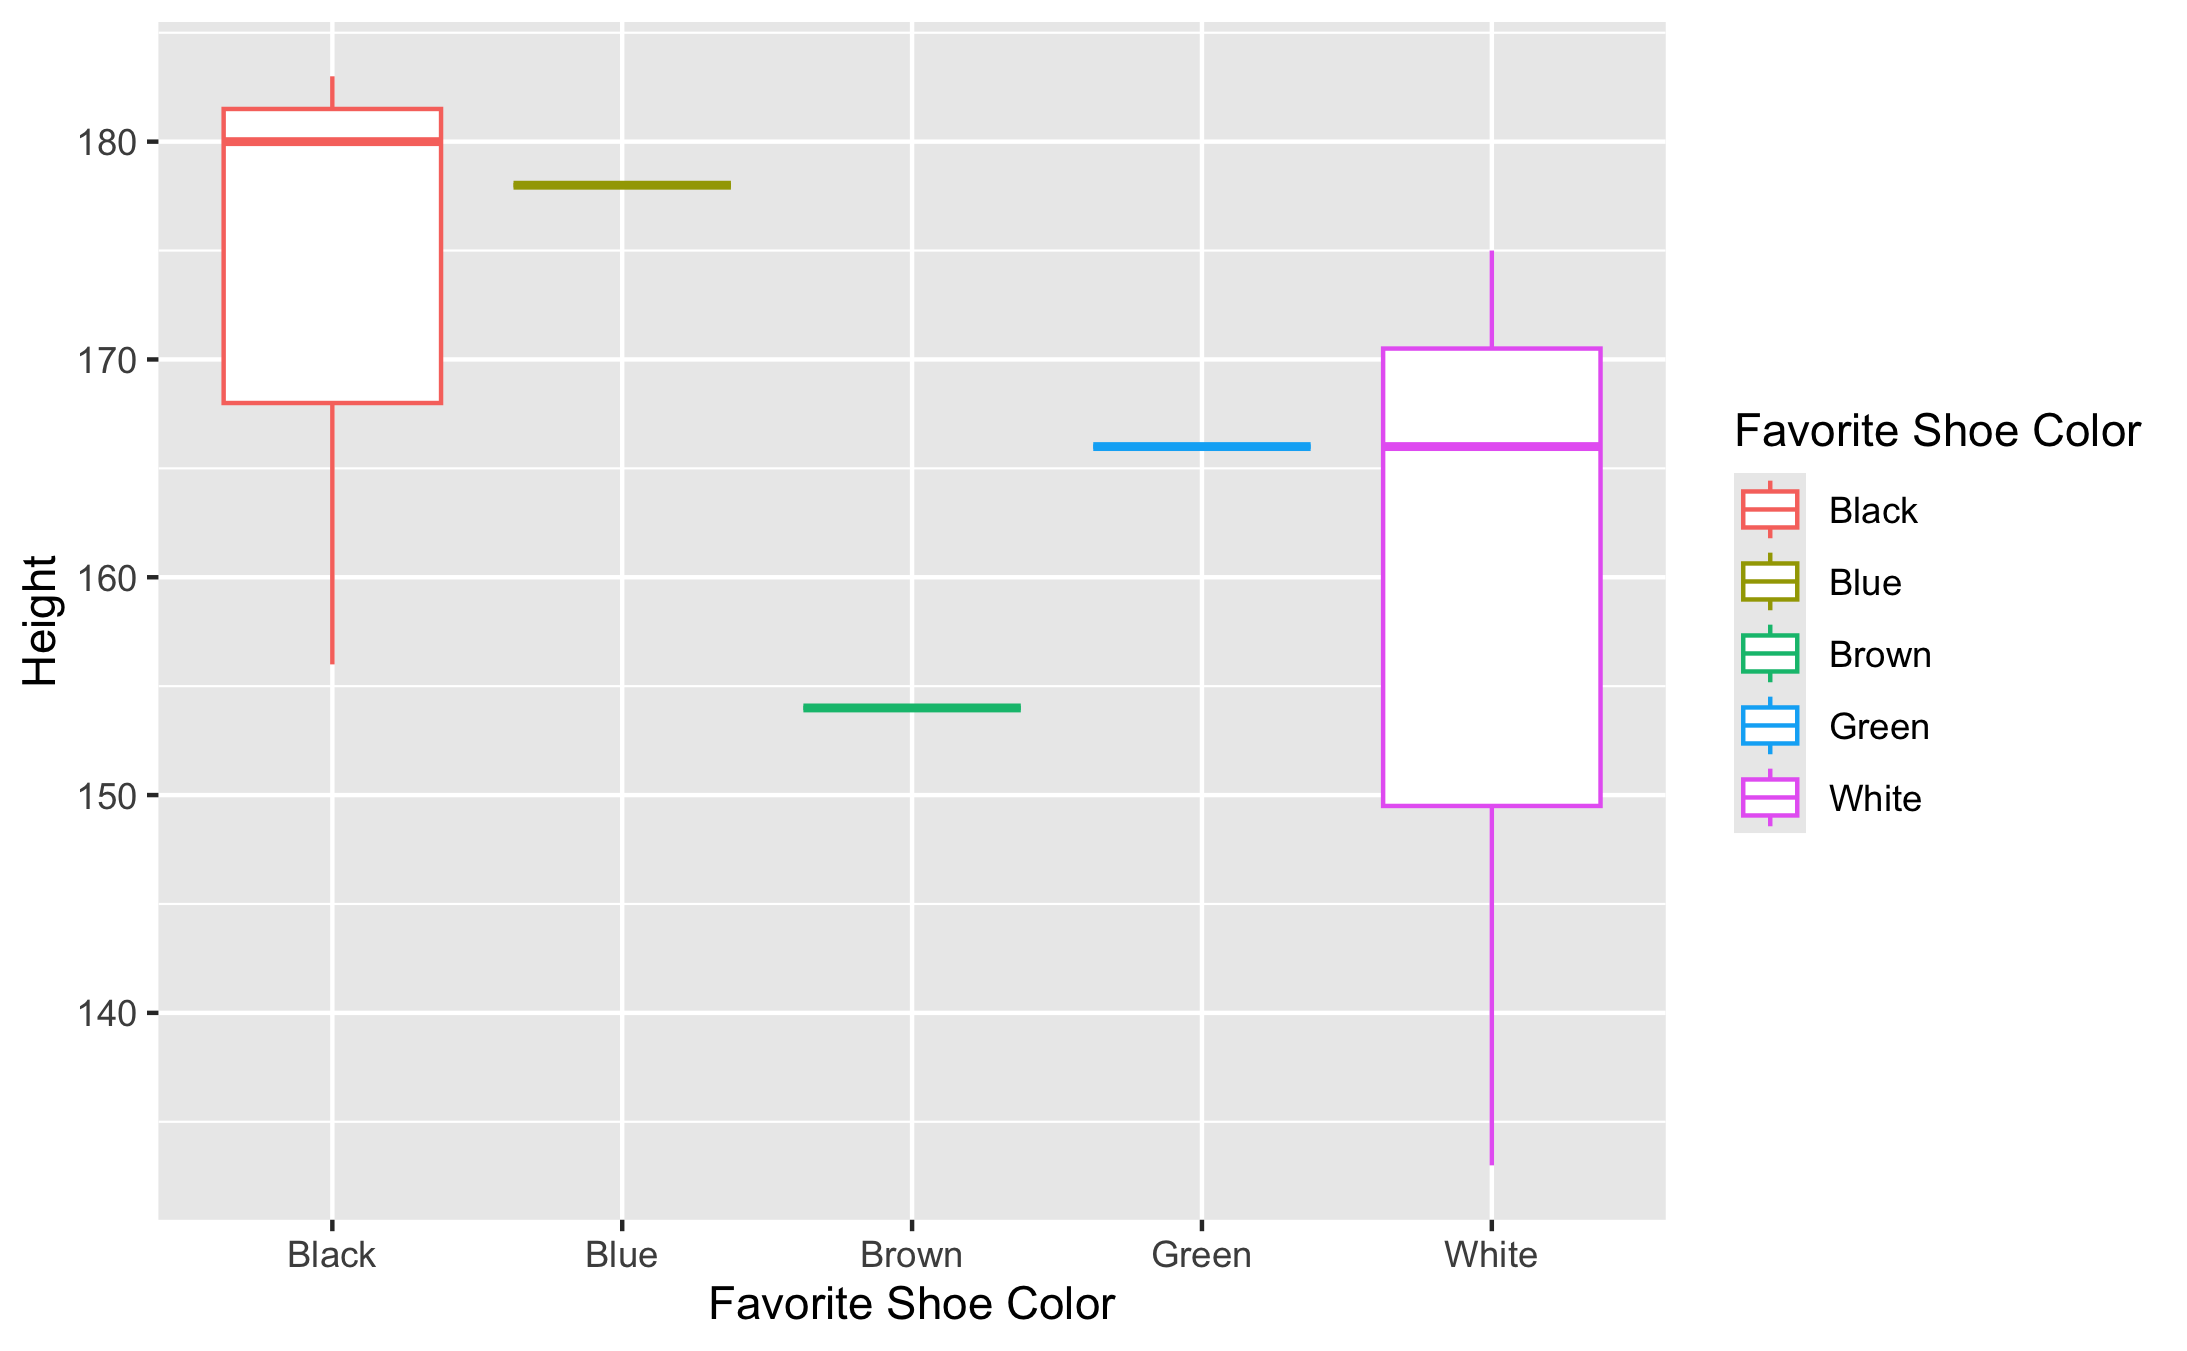 180
170
160
150
140
Height
Black Blue Brown Green White
Favorite Shoe Color
Favorite Shoe Color
Black
Blue
Brown
Green
White